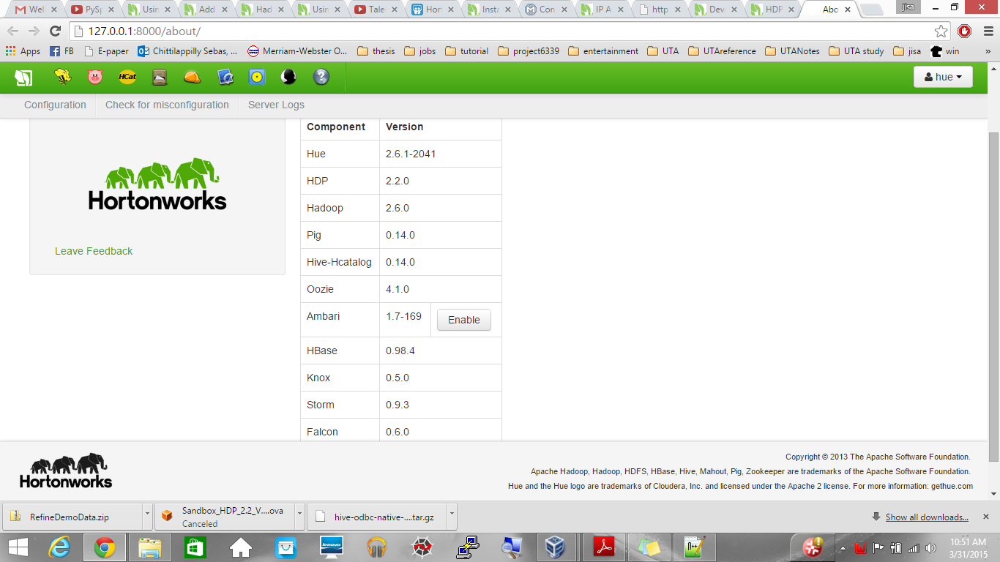 Wel
PySp
Usin
Add
Had
Usin
Tale
Hort
Insta
Con
IP A
http
Deve
HDP
Abo
jisa
127.0.0.1:8000/about/
Apps
FB
E-paper
Chittilappilly Sebas, ...
Merriam-Webster O...
thesis
jobs
tutorial
project6339
entertainment
UTA
UTAreference
UTANotes
UTA study
jisa
win
»
HCat
?
hue
Configuration
Check for misconfiguration
Server Logs
Hortonworks
Leave Feedback
Component Version
Hue 2.6.1-2041
HDP 2.2.0
Hadoop 2.6.0
Pig 0.14.0
Hive-Hcatalog 0.14.0
Oozie 4.1.0
Ambari 1.7-169 Enable
HBase 0.98.4
Knox 0.5.0
Storm 0.9.3
Falcon 0.6.0
Hortonworks
Copyright © 2013 The Apache Software Foundation.
Apache Hadoop, Hadoop, HDFS, HBase, Hive, Mahout, Pig, Zookeeper are trademarks of the Apache Software Foundation.
Hue and the Hue logo are trademarks of Cloudera, Inc. and licensed under the Apache 2 license. For more information: gethue.com
RefineDemoData.zip
Sandbox_HDP_2.2_V....ova
Canceled
hive-odbc-native-....tar.gz
Show all downloads...
lenovo
10:51 AM
3/31/2015